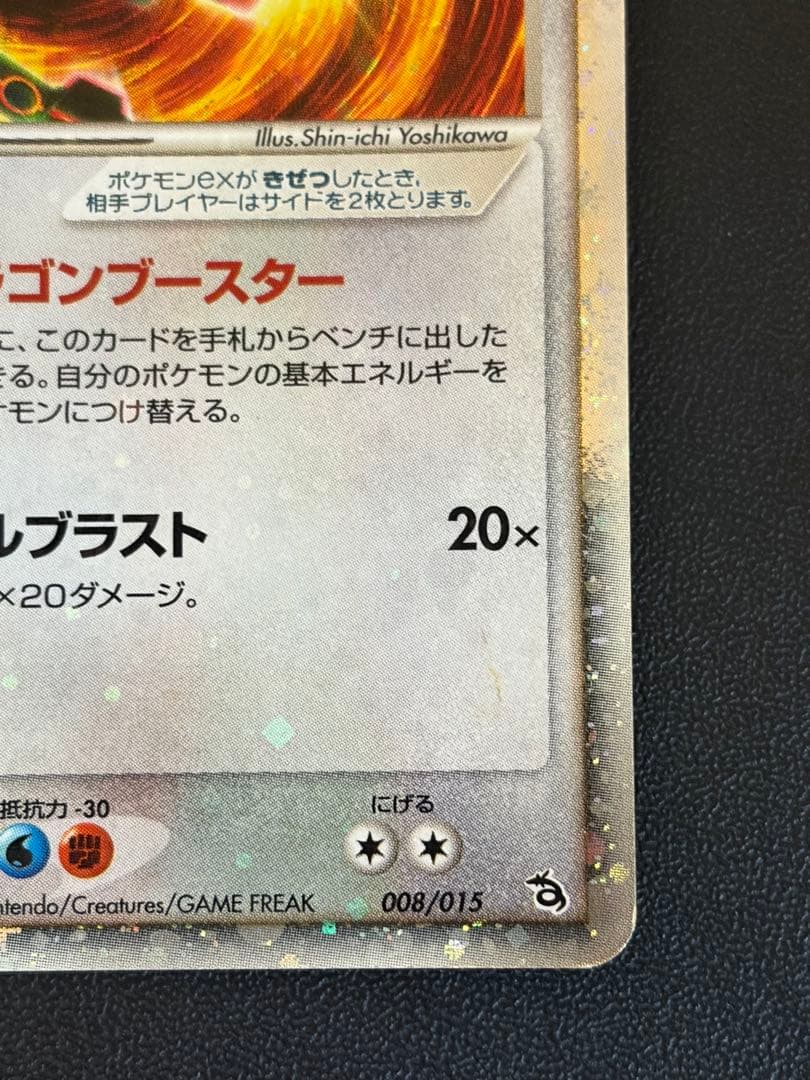 Illus.Shin-ichi Yoshikawa
ポケモンexが きぜつしたとき、
相手プレイヤーはサイドを2枚とります。
ゴンブースター
に、このカードを手札からベンチに出した
きる。自分のポケモンの基本エネルギーを
ケモンにつけ替える。
ルブラスト 20×
×20ダメージ。
抵抗力 -30 にげる
ntendo/Creatures/GAME FREAK 008/015